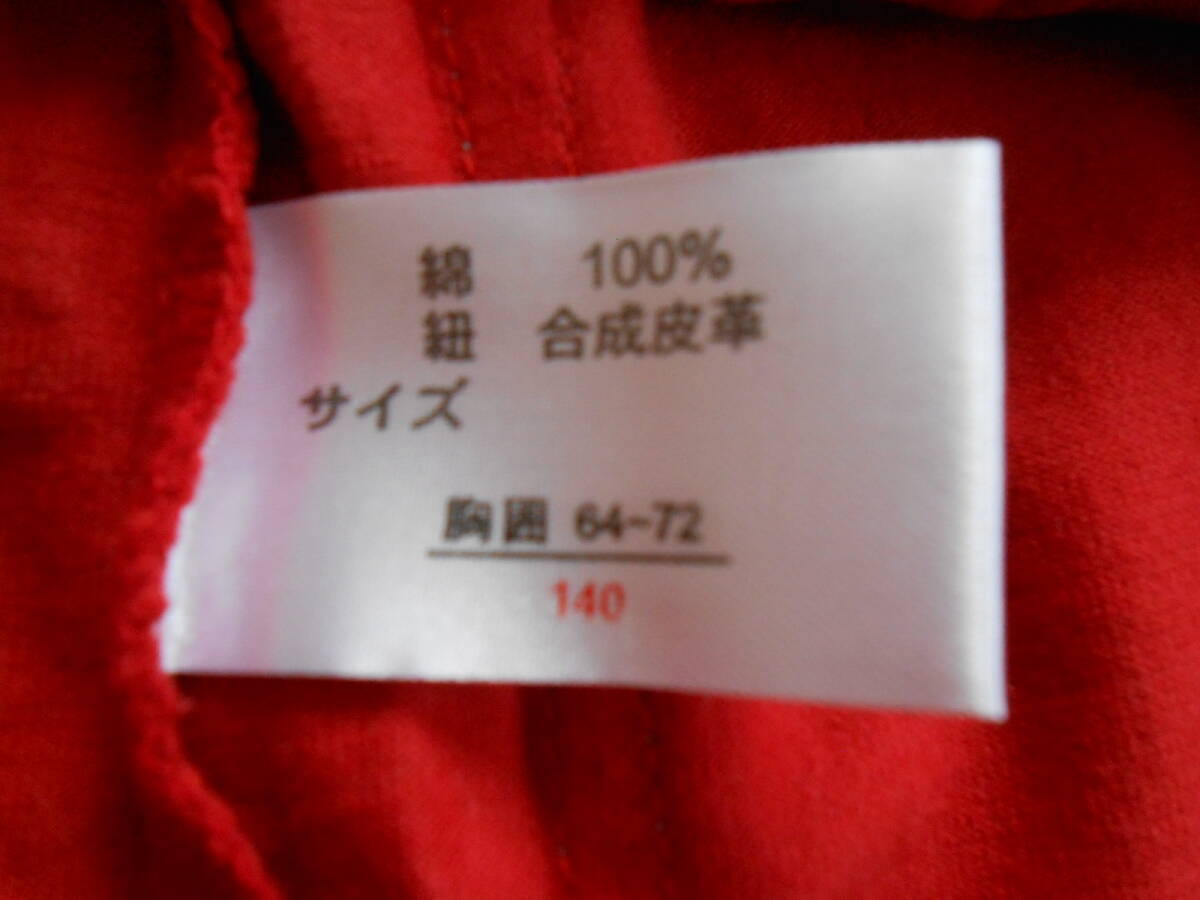 綿 100%
紐 合成皮革
サイズ
胸囲 64-72
140